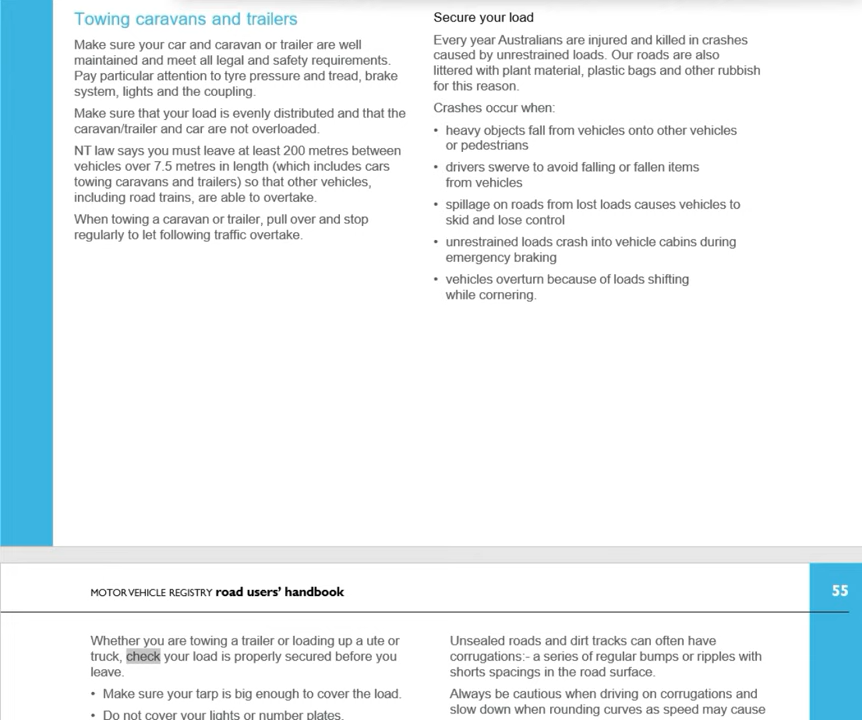 Towing caravans and trailers
Make sure your car and caravan or trailer are well
maintained and meet all legal and safety requirements.
Pay particular attention to tyre pressure and tread, brake
system, lights and the coupling.
Make sure that your load is evenly distributed and that the
caravan/trailer and car are not overloaded.
NT law says you must leave at least 200 metres between
vehicles over 7.5 metres in length (which includes cars
towing caravans and trailers) so that other vehicles,
including road trains, are able to overtake.
When towing a caravan or trailer, pull over and stop
regularly to let following traffic overtake.
Secure your load
Every year Australians are injured and killed in crashes
caused by unrestrained loads. Our roads are also
littered with plant material, plastic bags and other rubbish
for this reason.
Crashes occur when:
• heavy objects fall from vehicles onto other vehicles
or pedestrians
• drivers swerve to avoid falling or fallen items
from vehicles
• spillage on roads from lost loads causes vehicles to
skid and lose control
• unrestrained loads crash into vehicle cabins during
emergency braking
• vehicles overturn because of loads shifting
while cornering.
MOTOR VEHICLE REGISTRY road users' handbook
55
Whether you are towing a trailer or loading up a ute or
truck, check your load is properly secured before you
leave.
• Make sure your tarp is big enough to cover the load.
• Do not cover your lights or number plates.
Unsealed roads and dirt tracks can often have
corrugations:- a series of regular bumps or ripples with
shorts spacings in the road surface.
Always be cautious when driving on corrugations and
slow down when rounding curves as speed may cause